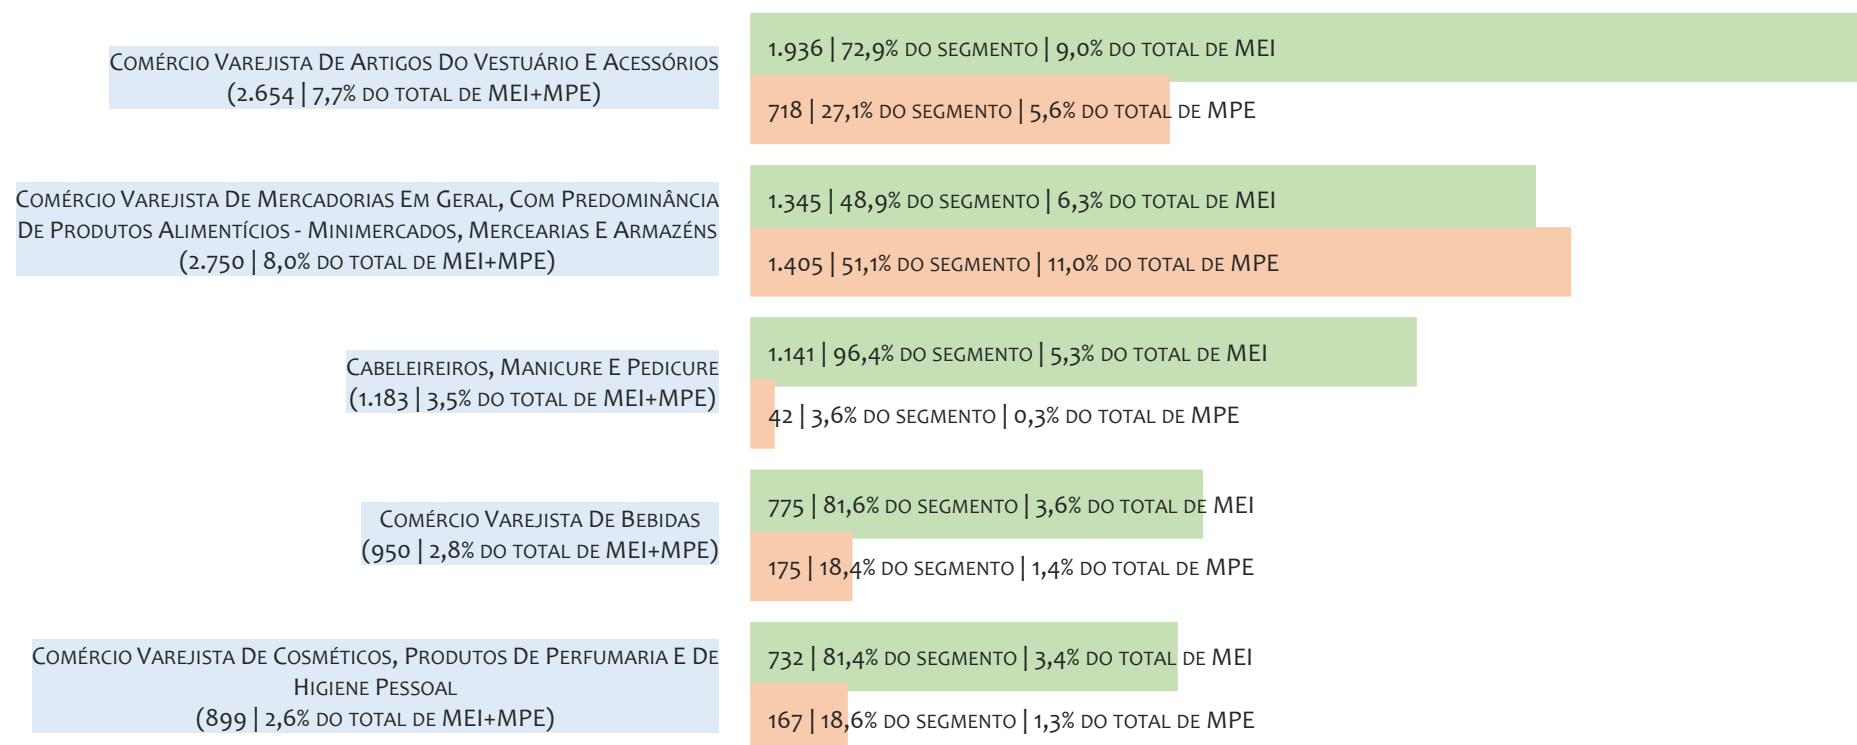 Comércio Varejista De Artigos Do Vestuário E Acessórios
(2.654 | 7,7% do total de MEI+MPE)
1.936 | 72,9% do segmento | 9,0% do total de MEI
718 | 27,1% do segmento | 5,6% do total de MPE
Comércio Varejista De Mercadorias Em Geral, Com Predominância
De Produtos Alimentícios - Minimercados, Mercearias E Armazéns
(2.750 | 8,0% do total de MEI+MPE)
1.345 | 48,9% do segmento | 6,3% do total de MEI
1.405 | 51,1% do segmento | 11,0% do total de MPE
Cabeleireiros, Manicure E Pedicure
(1.183 | 3,5% do total de MEI+MPE)
1.141 | 96,4% do segmento | 5,3% do total de MEI
42 | 3,6% do segmento | 0,3% do total de MPE
Comércio Varejista De Bebidas
(950 | 2,8% do total de MEI+MPE)
775 | 81,6% do segmento | 3,6% do total de MEI
175 | 18,4% do segmento | 1,4% do total de MPE
Comércio Varejista De Cosméticos, Produtos De Perfumaria E De
Higiene Pessoal
(899 | 2,6% do total de MEI+MPE)
732 | 81,4% do segmento | 3,4% do total de MEI
167 | 18,6% do segmento | 1,3% do total de MPE